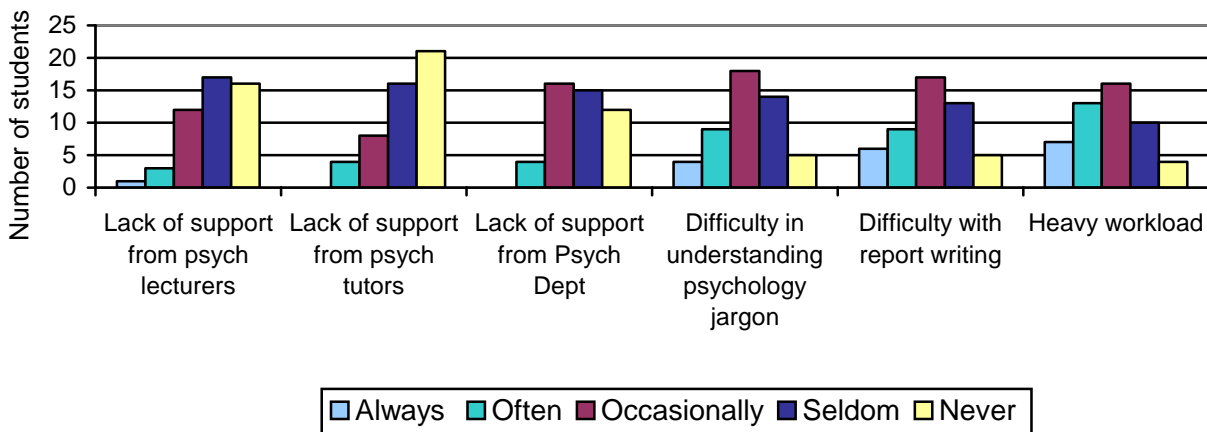 Number of students
25
20
15
10
5
0
Lack of support
from psych
lecturers
Lack of support
from psych
tutors
Lack of support
from Psych
Dept
Difficulty in
understanding
psychology
jargon
Difficulty with
report writing
Heavy workload
Always Often Occasionally Seldom Never